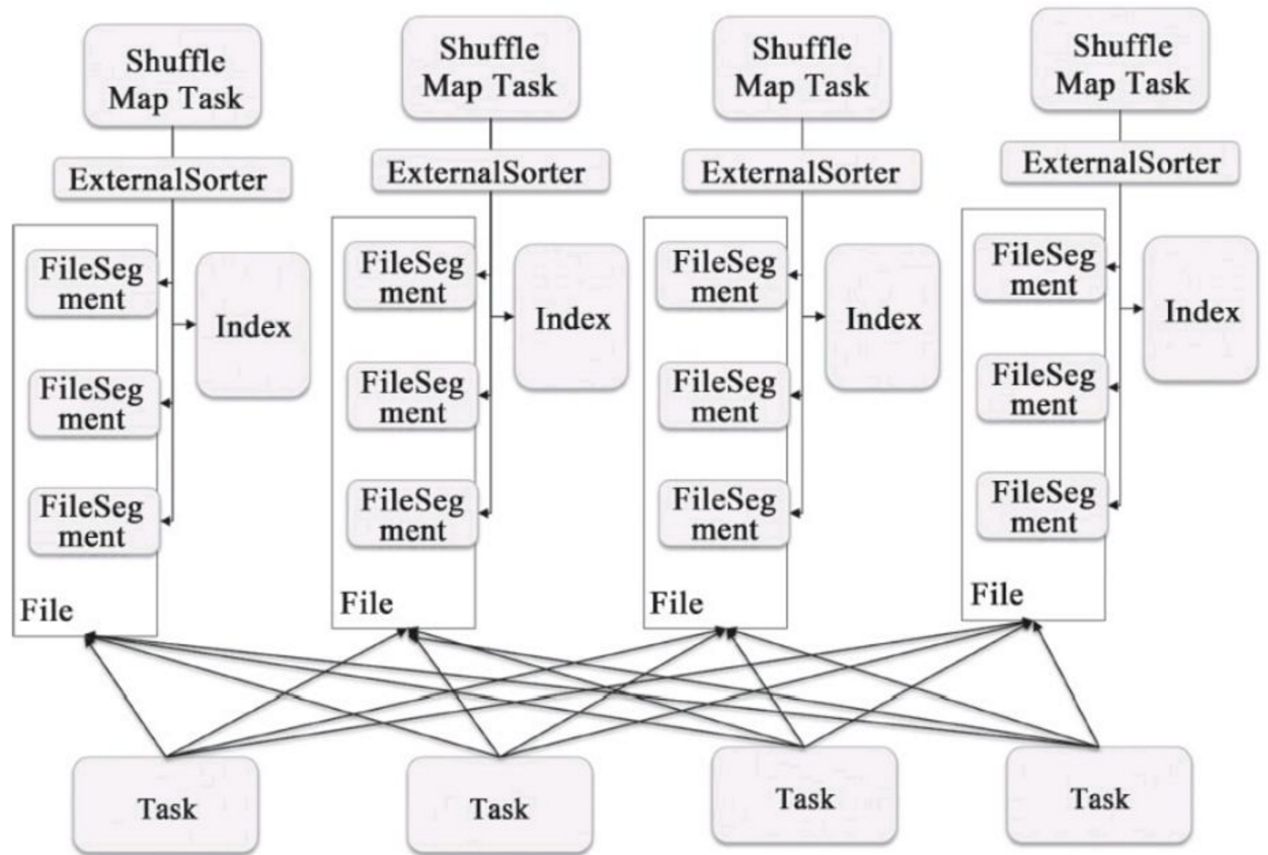 Shuffle
Map Task
Shuffle
Map Task
Shuffle
Map Task
Shuffle
Map Task
ExternalSorter
ExternalSorter
ExternalSorter
ExternalSorter
FileSeg
ment
FileSeg
ment
FileSeg
ment
File
Index
FileSeg
ment
FileSeg
ment
FileSeg
ment
File
Index
FileSeg
ment
FileSeg
ment
FileSeg
ment
File
Index
FileSeg
ment
FileSeg
ment
FileSeg
ment
File
Index
Task
Task
Task
Task